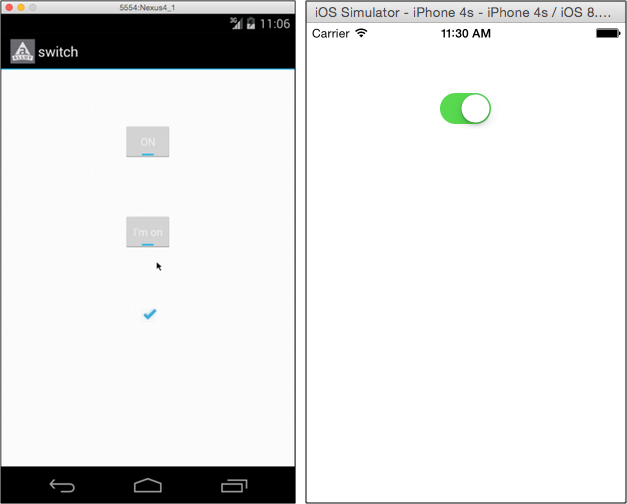 5554:Nexus4_1
3G 11:06
a
ALLOY
switch
ON
I'm on
iOS Simulator - iPhone 4s - iPhone 4s / iOS 8....
Carrier 11:30 AM